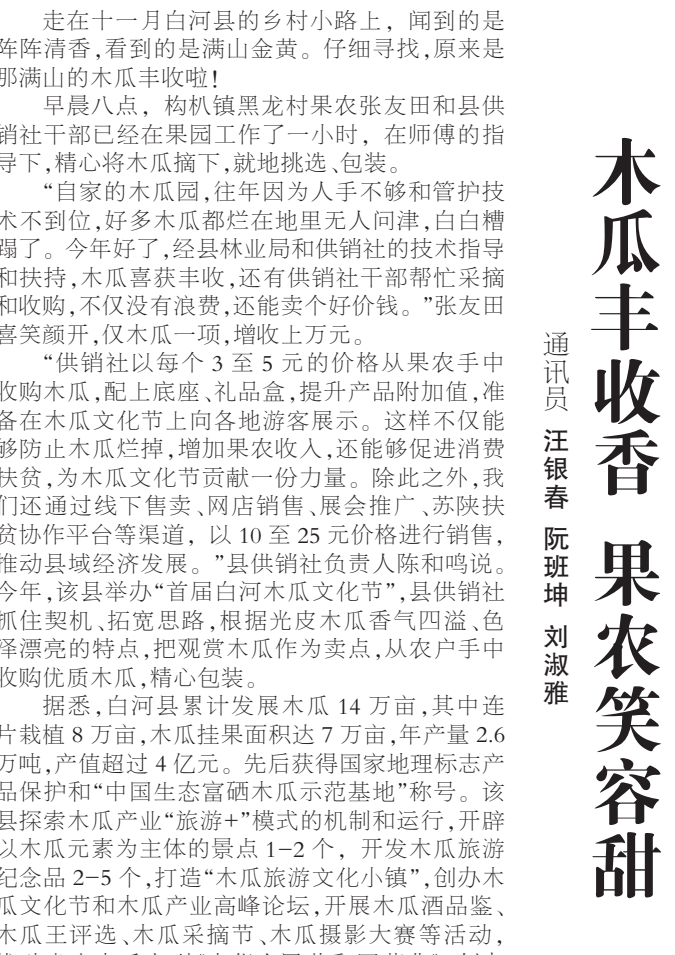 木瓜丰收香 果农笑容甜
通讯员 汪银春 阮班坤 刘淑雅
走在十一月白河县的乡村小路上，闻到的是
阵阵清香,看到的是满山金黄。仔细寻找,原来是
那满山的木瓜丰收啦!
早晨八点，构朳镇黑龙村果农张友田和县供
销社干部已经在果园工作了一小时，在师傅的指
导下,精心将木瓜摘下,就地挑选、包装。
“自家的木瓜园,往年因为人手不够和管护技
术不到位,好多木瓜都烂在地里无人问津,白白糟
蹋了。今年好了,经县林业局和供销社的技术指导
和扶持,木瓜喜获丰收,还有供销社干部帮忙采摘
和收购,不仅没有浪费,还能卖个好价钱。”张友田
喜笑颜开,仅木瓜一项,增收上万元。
“供销社以每个 3 至 5 元的价格从果农手中
收购木瓜,配上底座、礼品盒,提升产品附加值,准
备在木瓜文化节上向各地游客展示。这样不仅能
够防止木瓜烂掉,增加果农收入,还能够促进消费
扶贫,为木瓜文化节贡献一份力量。除此之外,我
们还通过线下售卖、网店销售、展会推广、苏陕扶
贫协作平台等渠道，以 10 至 25 元价格进行销售,
推动县域经济发展。”县供销社负责人陈和鸣说。
今年,该县举办“首届白河木瓜文化节”,县供销社
抓住契机、拓宽思路,根据光皮木瓜香气四溢、色
泽漂亮的特点,把观赏木瓜作为卖点,从农户手中
收购优质木瓜,精心包装。
据悉,白河县累计发展木瓜 14 万亩,其中连
片栽植 8 万亩,木瓜挂果面积达 7 万亩,年产量 2.6
万吨,产值超过 4 亿元。先后获得国家地理标志产
品保护和“中国生态富硒木瓜示范基地”称号。该
县探索木瓜产业“旅游+”模式的机制和运行,开辟
以木瓜元素为主体的景点 1-2 个，开发木瓜旅游
纪念品 2-5 个,打造“木瓜旅游文化小镇”,创办木
瓜文化节和木瓜产业高峰论坛,开展木瓜酒品鉴、
木瓜王评选、木瓜采摘节、木瓜摄影大赛等活动,